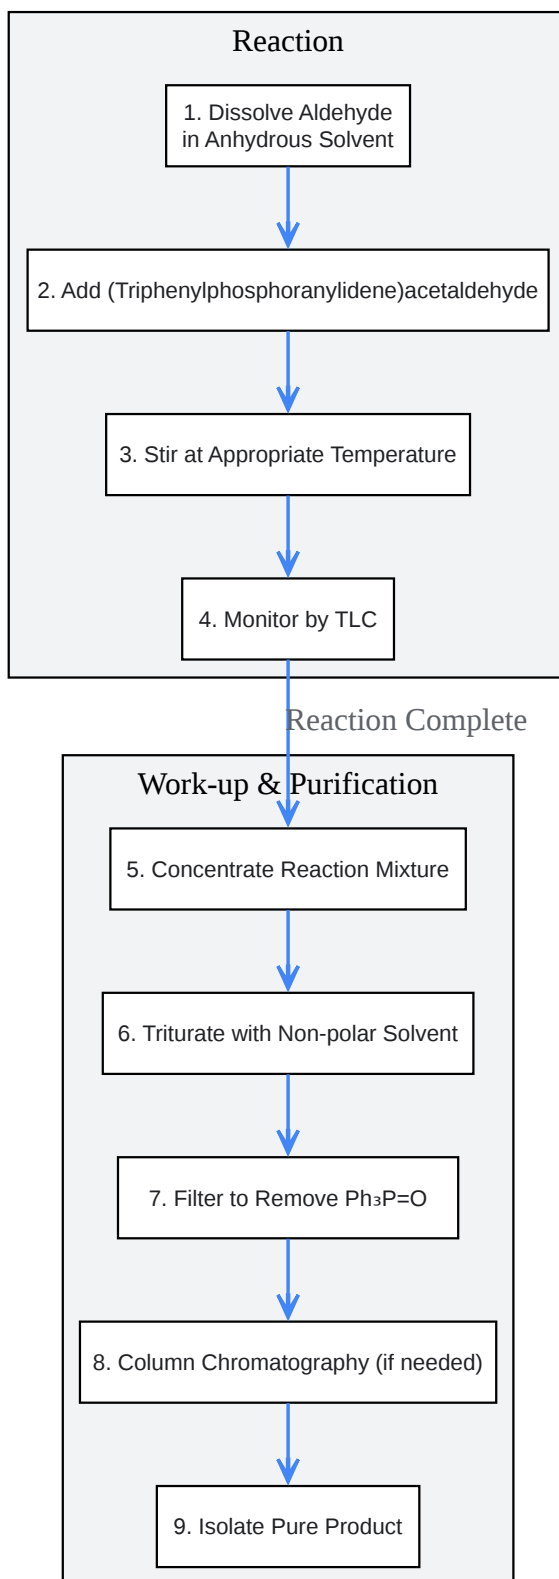 Reaction
1. Dissolve Aldehyde
in Anhydrous Solvent
2. Add (Triphenylphosphoranylidene)acetaldehyde
3. Stir at Appropriate Temperature
4. Monitor by TLC
Reaction Complete
Work-up & Purification
5. Concentrate Reaction Mixture
6. Triturate with Non-polar Solvent
7. Filter to Remove Ph₃P=O
8. Column Chromatography (if needed)
9. Isolate Pure Product